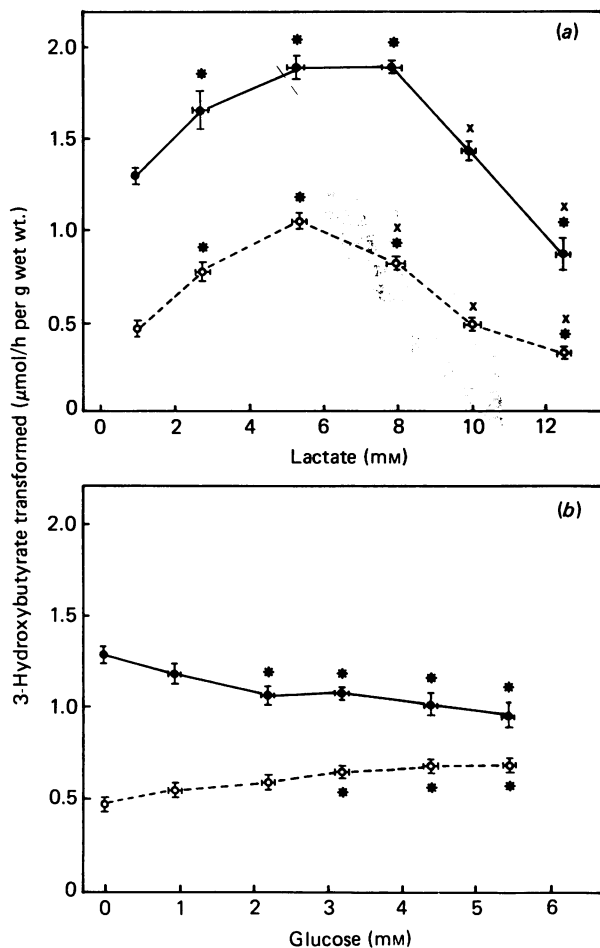 3-Hydroxybutyrate transformed (μmol/h per g wet wt.)
(a)
2.0
1.5
1.0
0.5
0
0 2 4 6 8 10 12
Lactate (mM)
(b)
2.0
1.5
1.0
0.5
0
0 1 2 3 4 5 6
Glucose (mM)